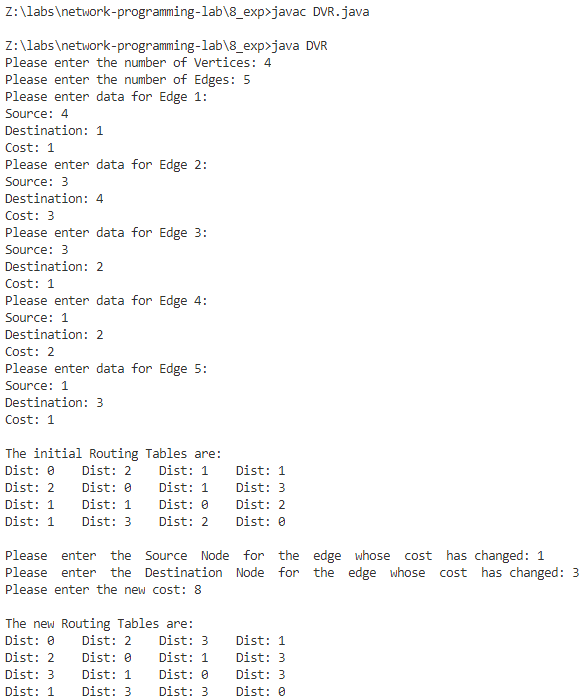 Z:\labs\network-programming-lab\8_exp>javac DVR.java
Z:\labs\network-programming-lab\8_exp>java DVR
Please enter the number of Vertices: 4
Please enter the number of Edges: 5
Please enter data for Edge 1:
Source: 4
Destination: 1
Cost: 1
Please enter data for Edge 2:
Source: 3
Destination: 4
Cost: 3
Please enter data for Edge 3:
Source: 3
Destination: 2
Cost: 1
Please enter data for Edge 4:
Source: 1
Destination: 2
Cost: 2
Please enter data for Edge 5:
Source: 1
Destination: 3
Cost: 1
The initial Routing Tables are:
Dist: 0 Dist: 2 Dist: 1 Dist: 1
Dist: 2 Dist: 0 Dist: 1 Dist: 3
Dist: 1 Dist: 1 Dist: 0 Dist: 2
Dist: 1 Dist: 3 Dist: 2 Dist: 0
Please enter the Source Node for the edge whose cost has changed: 1
Please enter the Destination Node for the edge whose cost has changed: 3
Please enter the new cost: 8
The new Routing Tables are:
Dist: 0 Dist: 2 Dist: 3 Dist: 1
Dist: 2 Dist: 0 Dist: 1 Dist: 3
Dist: 3 Dist: 1 Dist: 0 Dist: 3
Dist: 1 Dist: 3 Dist: 3 Dist: 0